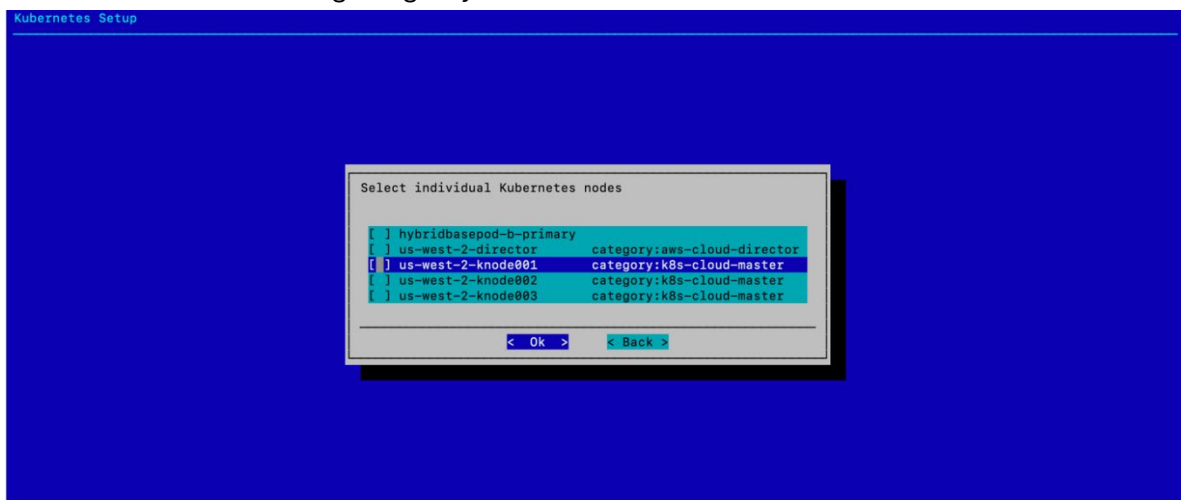 Kubernetes Setup
Select individual Kubernetes nodes
[ ] hybridbasepod-b-primary
[ ] us-west-2-director category:aws-cloud-director
[ ] us-west-2-knode001 category:k8s-cloud-master
[ ] us-west-2-knode002 category:k8s-cloud-master
[ ] us-west-2-knode003 category:k8s-cloud-master
< Ok > < Back >